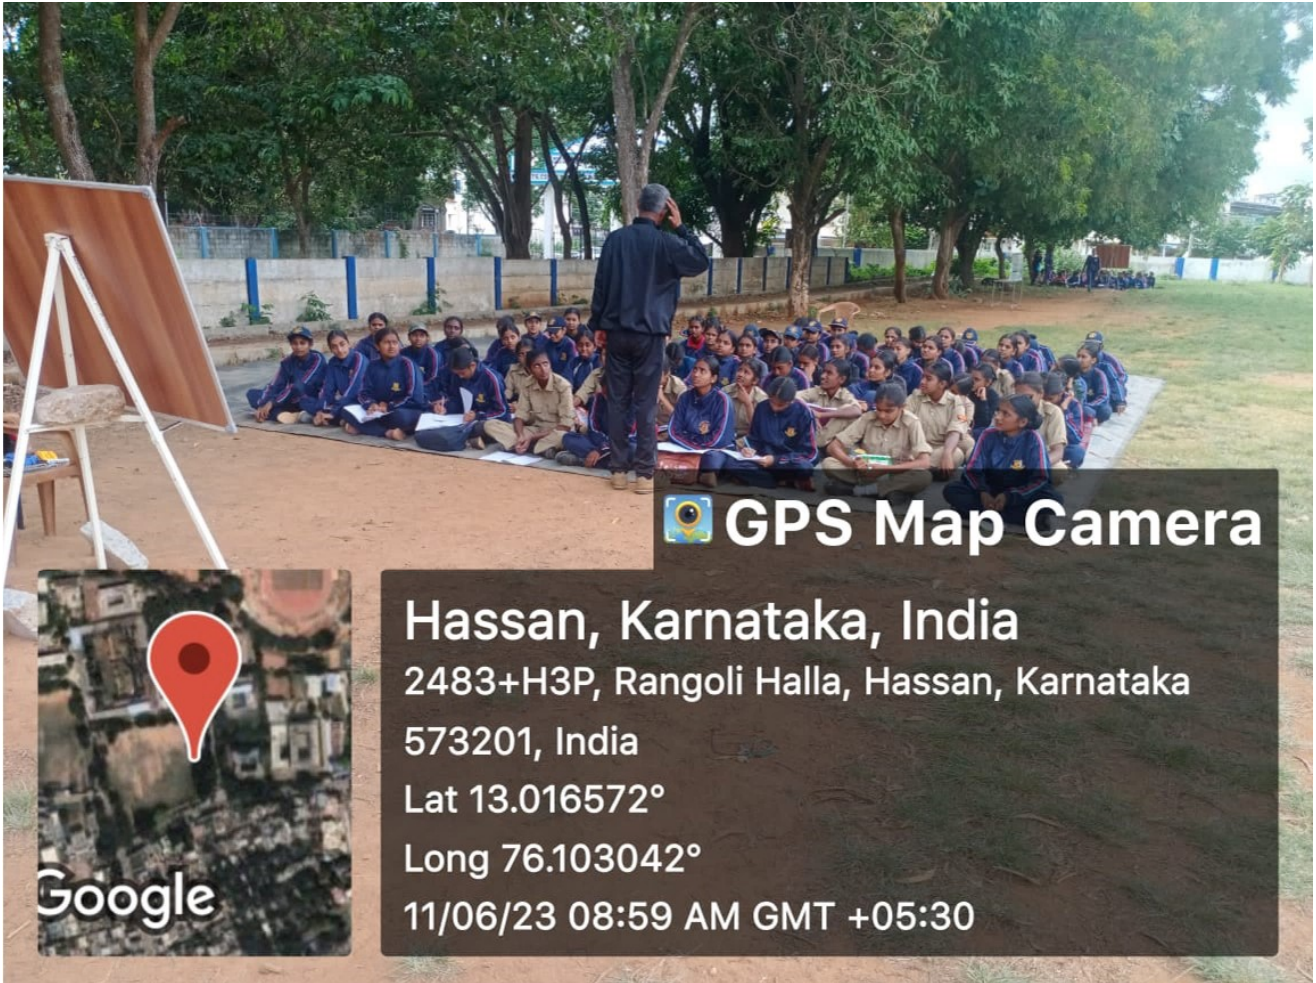 GPS Map Camera
Hassan, Karnataka, India
2483+H3P, Rangoli Halla, Hassan, Karnataka
573201, India
Lat 13.016572°
Long 76.103042°
11/06/23 08:59 AM GMT +05:30
Google